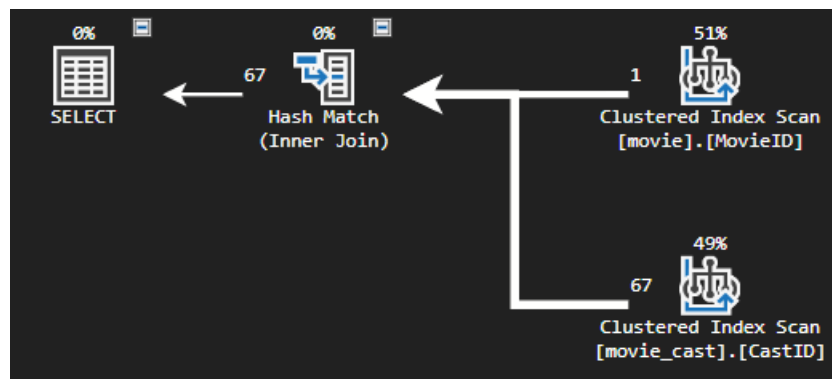 0%
SELECT
67
0%
Hash Match
(Inner Join)
1
51%
Clustered Index Scan
[movie].[MovieID]
67
49%
Clustered Index Scan
[movie_cast].[CastID]